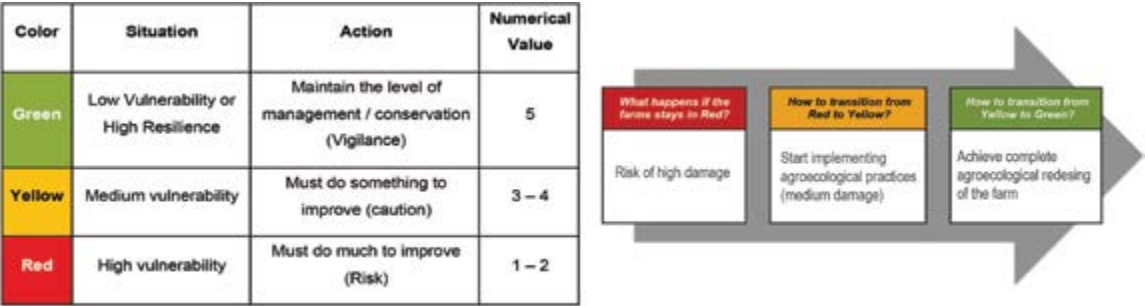 Color Situation Action Numerical Value
Green Low Vulnerability or High Resilience Maintain the level of management / conservation (Vigilance) 5
Yellow Medium vulnerability Must do something to improve (caution) 3 – 4
Red High vulnerability Must do much to improve (Risk) 1 – 2
What happens if the
farms stays in Red?
Risk of high damage
How to transition from
Red to Yellow?
Start implementing
agroecological practices
(medium damage)
How to transition from
Yellow to Green?
Achieve complete
agroecological redesing
of the farm